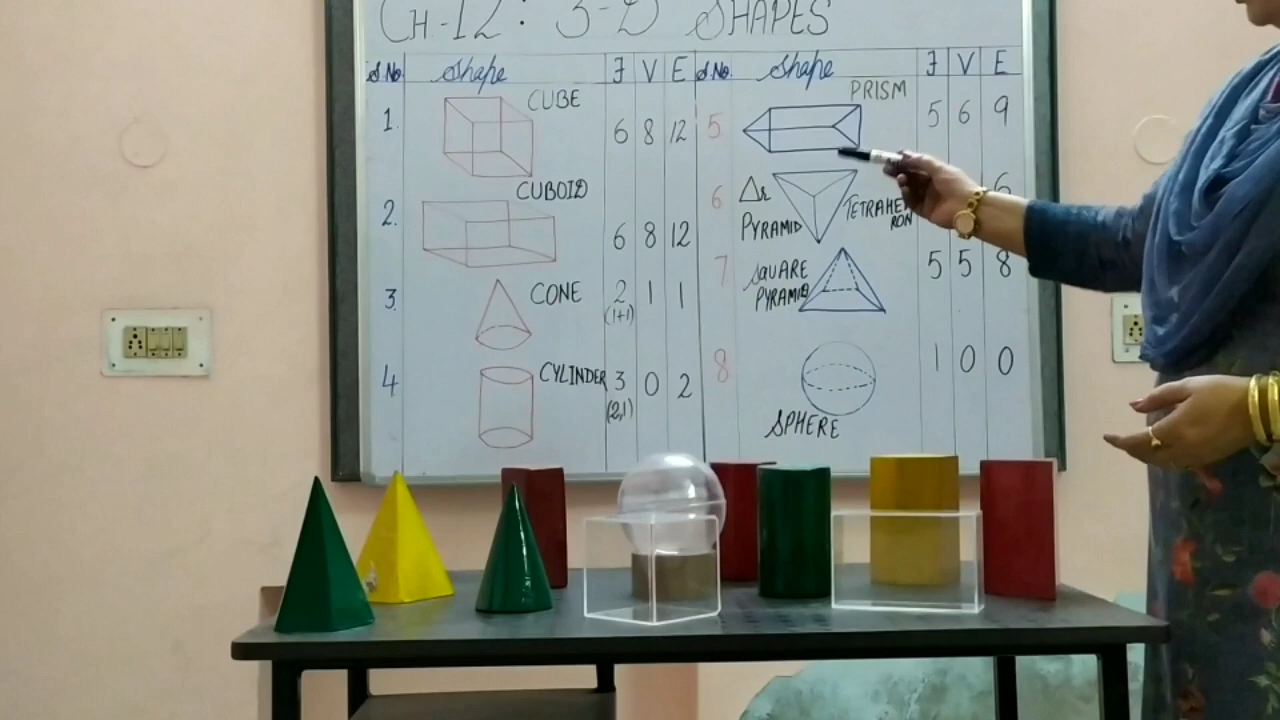 CH-12: 3-D SHAPES
S.No. Shape F V E S.No. Shape F V E
1. CUBE 6 8 12 5 PRISM 5 6 9
2. CUBOID 6 8 12 6 Δr PYRAMID TETRAHE RON 6
3. CONE 2 (1+1) 1 1 7 SQUARE PYRAMID 5 5 8
4 CYLINDER 3 (2,1) 0 2 8 SPHERE 1 0 0